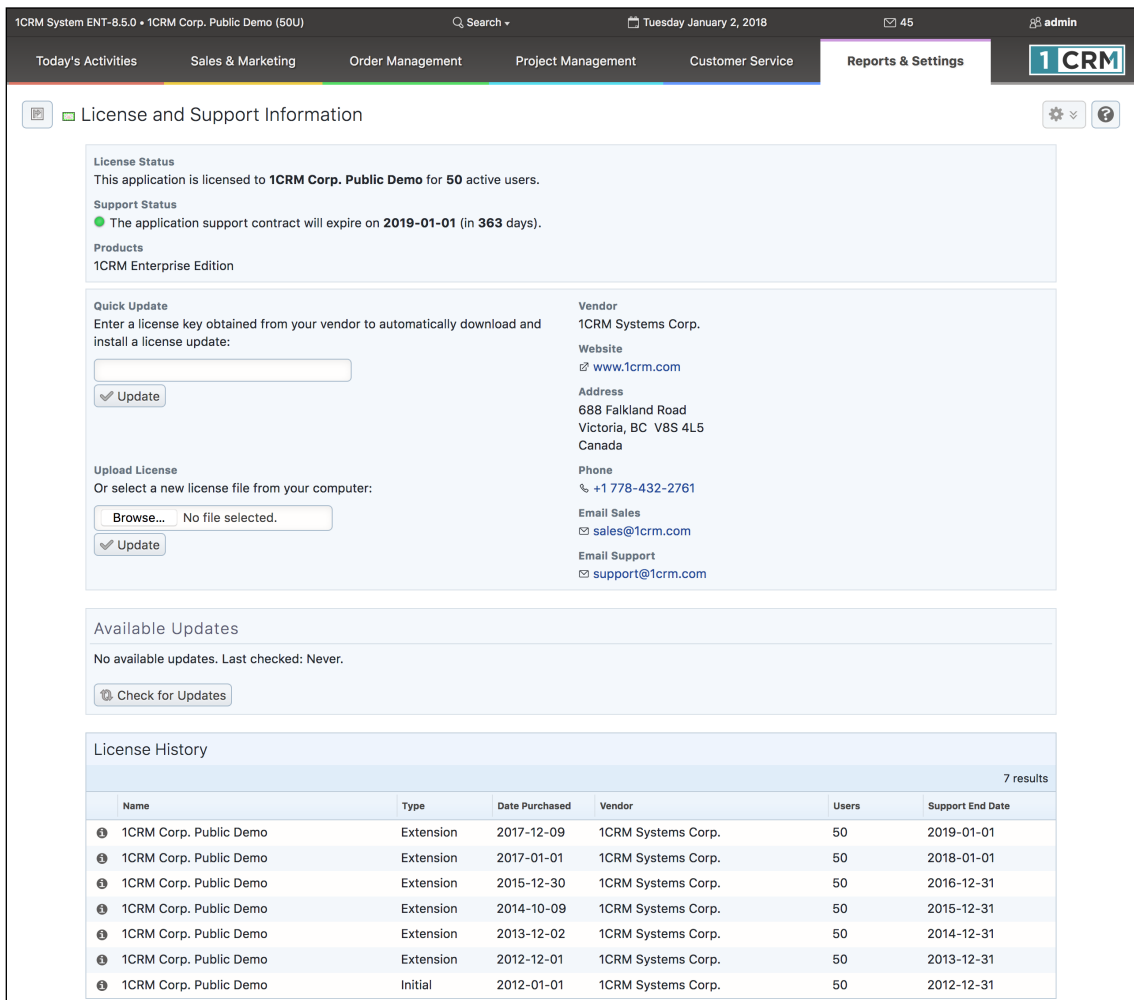 1CRM System ENT-8.5.0 • 1CRM Corp. Public Demo (50U) Search Tuesday January 2, 2018 45 admin
Today's Activities Sales & Marketing Order Management Project Management Customer Service Reports & Settings 1 CRM
License and Support Information
License Status
This application is licensed to 1CRM Corp. Public Demo for 50 active users.
Support Status
The application support contract will expire on 2019-01-01 (in 363 days).
Products
1CRM Enterprise Edition
Quick Update
Enter a license key obtained from your vendor to automatically download and
install a license update:
Update
Upload License
Or select a new license file from your computer:
Browse... No file selected.
Update
Vendor
1CRM Systems Corp.
Website
www.1crm.com
Address
688 Falkland Road
Victoria, BC V8S 4L5
Canada
Phone
+1 778-432-2761
Email Sales
sales@1crm.com
Email Support
support@1crm.com
Available Updates
No available updates. Last checked: Never.
Check for Updates
License History
7 results
Name Type Date Purchased Vendor Users Support End Date
1CRM Corp. Public Demo Extension 2017-12-09 1CRM Systems Corp. 50 2019-01-01
1CRM Corp. Public Demo Extension 2017-01-01 1CRM Systems Corp. 50 2018-01-01
1CRM Corp. Public Demo Extension 2015-12-30 1CRM Systems Corp. 50 2016-12-31
1CRM Corp. Public Demo Extension 2014-10-09 1CRM Systems Corp. 50 2015-12-31
1CRM Corp. Public Demo Extension 2013-12-02 1CRM Systems Corp. 50 2014-12-31
1CRM Corp. Public Demo Extension 2012-12-01 1CRM Systems Corp. 50 2013-12-31
1CRM Corp. Public Demo Initial 2012-01-01 1CRM Systems Corp. 50 2012-12-31